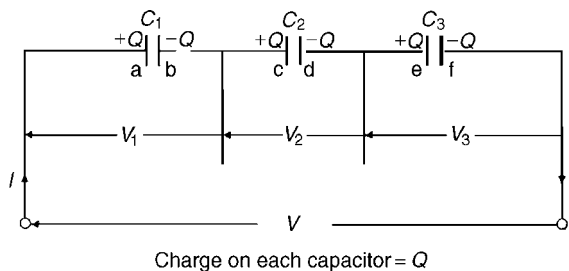 C1 C2 C3
+Q -Q +Q -Q +Q -Q
a b c d e f
V1 V2 V3
I
V
Charge on each capacitor = Q